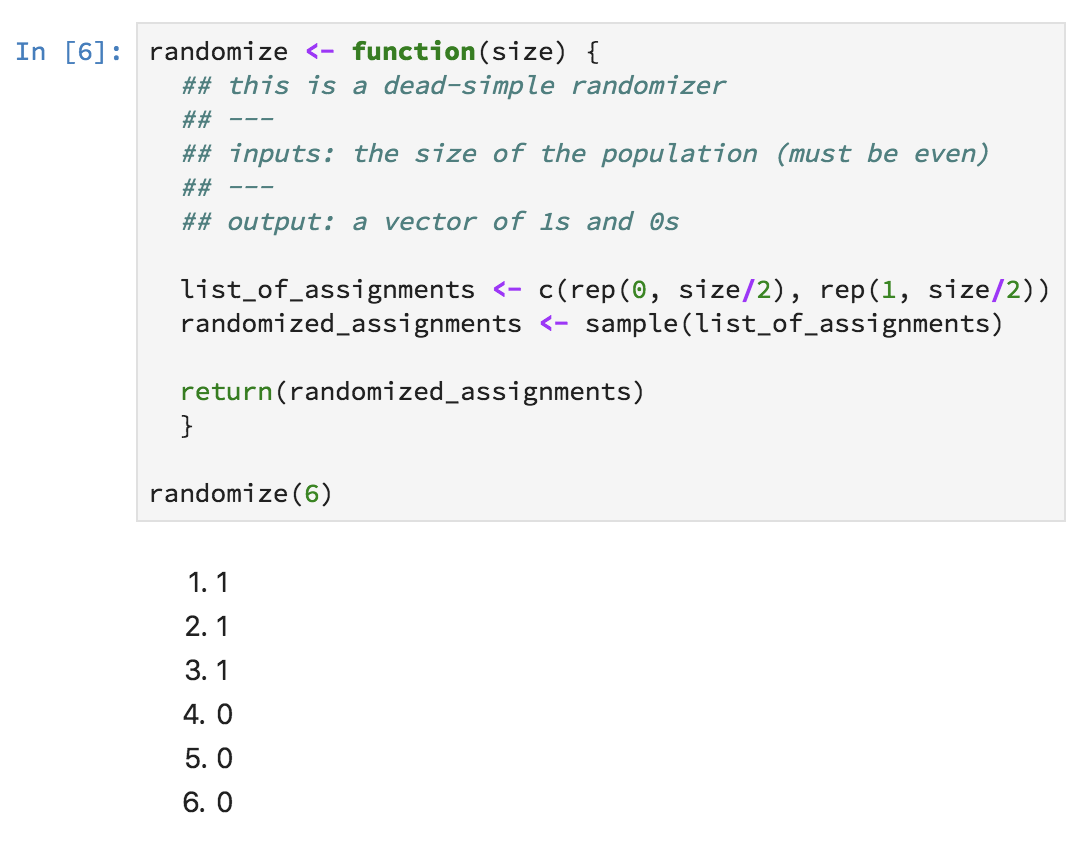 In [6]: randomize <- function(size) {
## this is a dead-simple randomizer
## ---
## inputs: the size of the population (must be even)
## ---
## output: a vector of 1s and 0s
list_of_assignments <- c(rep(0, size/2), rep(1, size/2))
randomized_assignments <- sample(list_of_assignments)
return(randomized_assignments)
}
randomize(6)
1. 1
2. 1
3. 1
4. 0
5. 0
6. 0